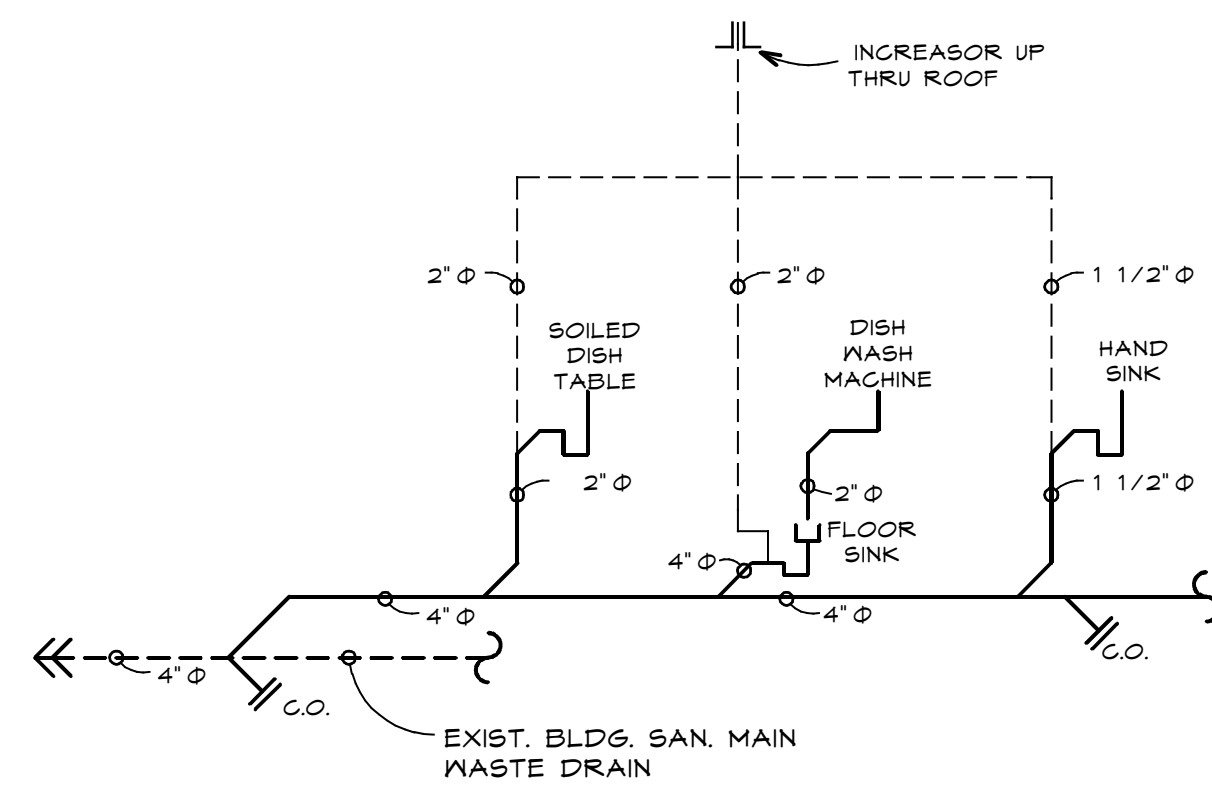 INCREASOR UP
THRU ROOF
2" Φ
2" Φ
1 1/2" Φ
SOILED
DISH
TABLE
DISH
WASH
MACHINE
HAND
SINK
2" Φ
2" Φ
1 1/2" Φ
FLOOR
SINK
4" Φ
4" Φ
4" Φ
C.O.
4" Φ
C.O.
EXIST. BLDG. SAN. MAIN
WASTE DRAIN